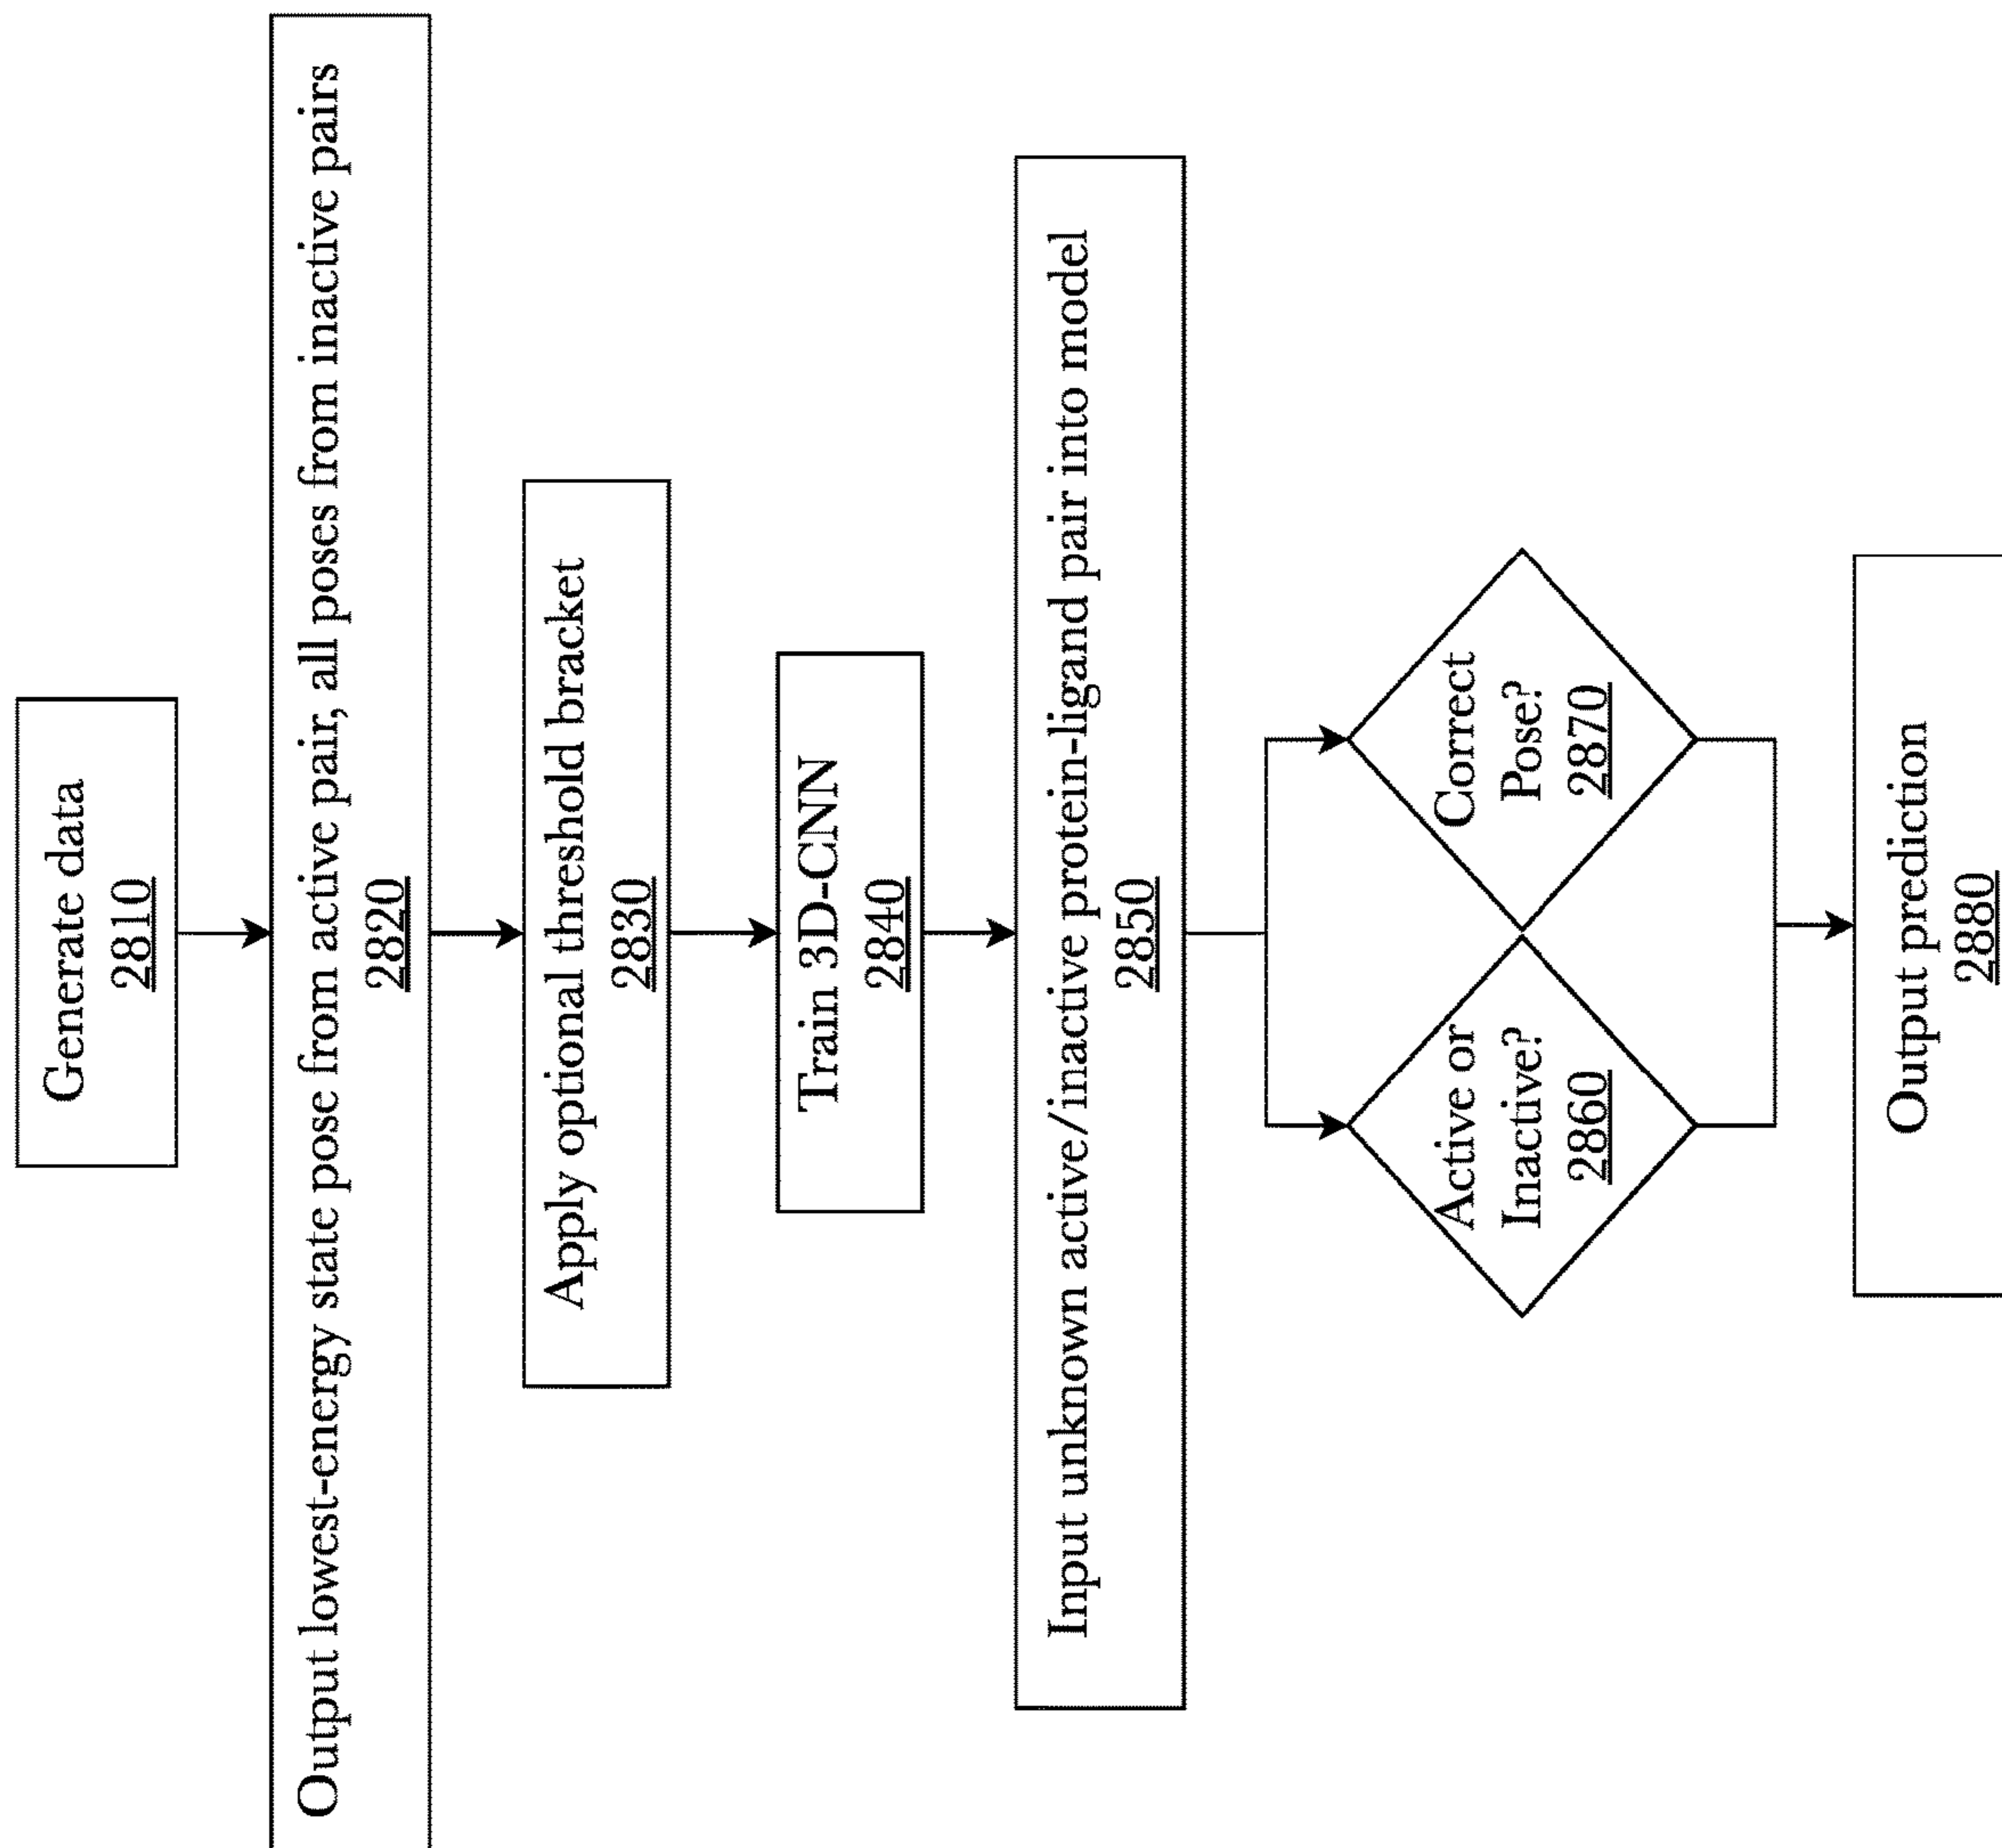 Generate data
2810
Output lowest-energy state pose from active pair, all poses from inactive pairs
2820
Apply optional threshold bracket
2830
Train 3D-CNN
2840
Input unknown active/inactive protein-ligand pair into model
2850
Active or
Inactive?
2860
Correct
Pose?
2870
Output prediction
2880